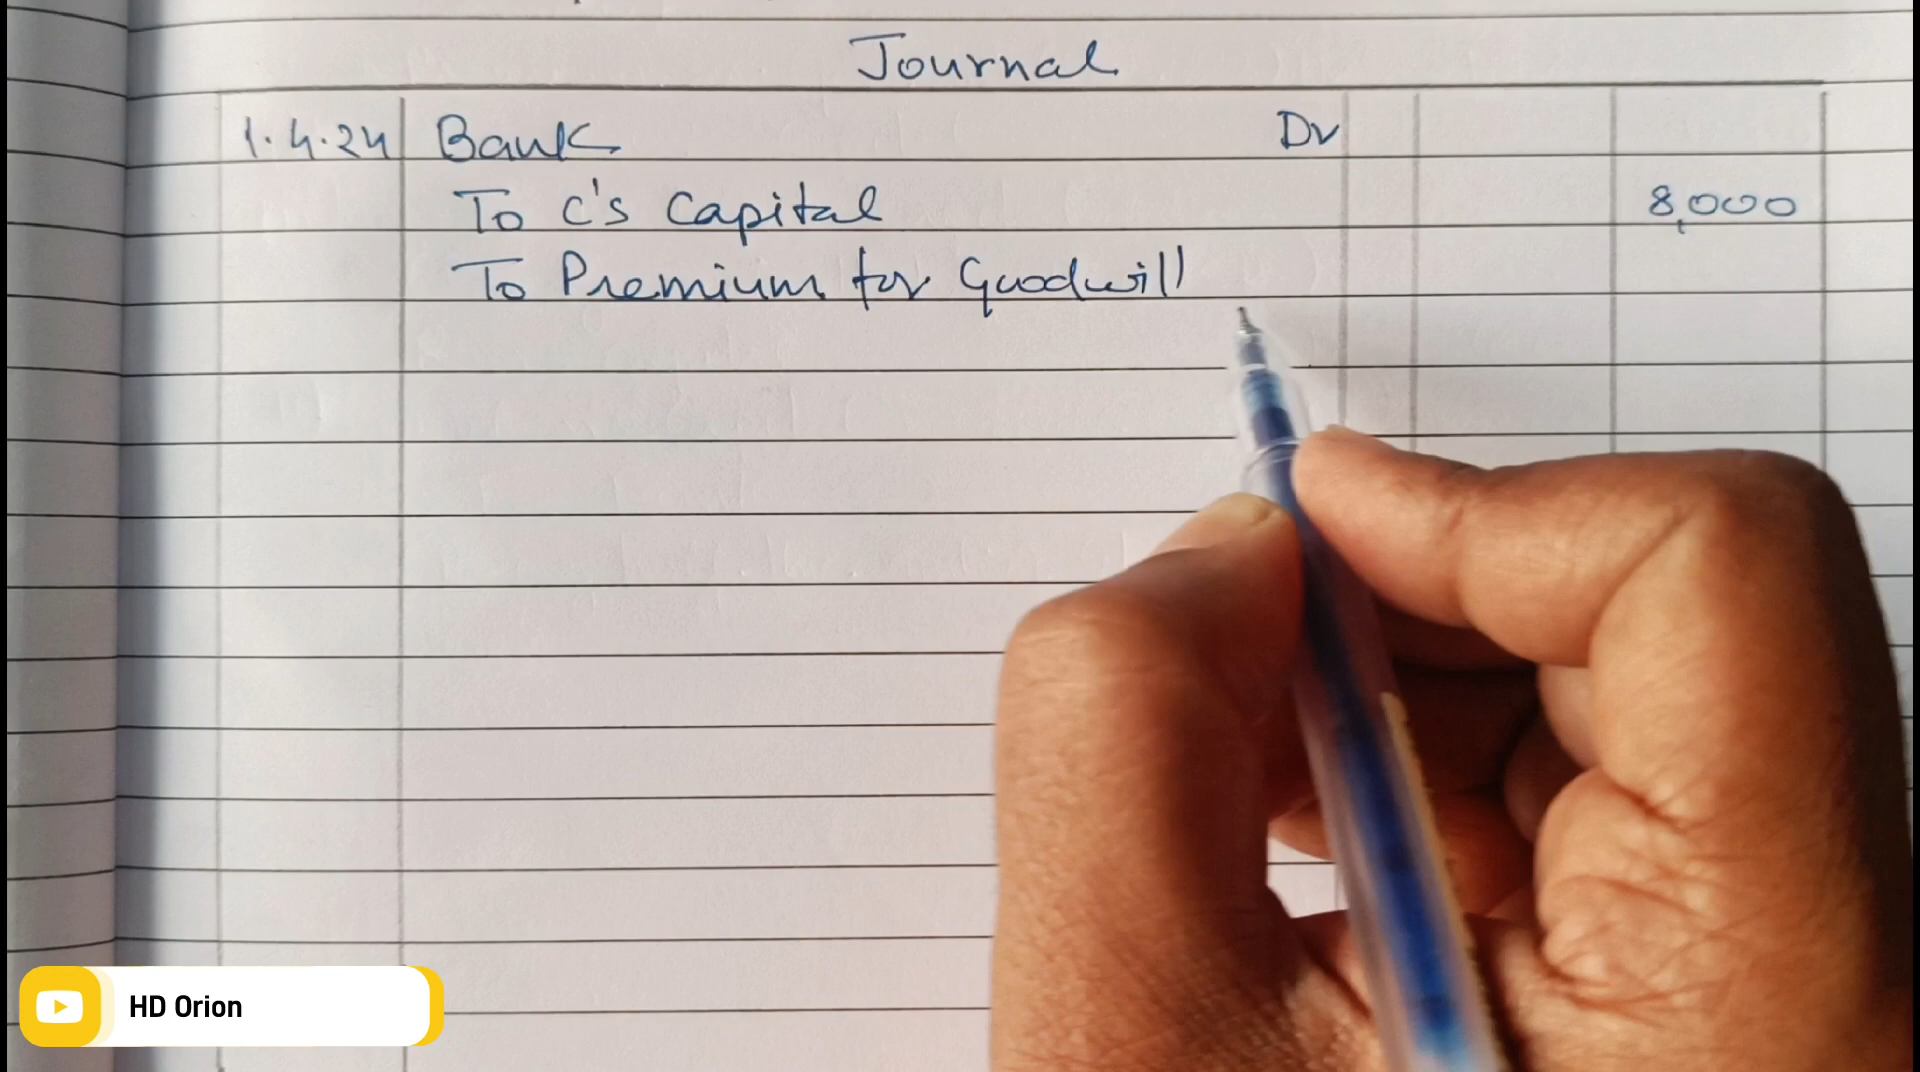 Journal
1.4.24 Bank Dr
To C's Capital 8,000
To Premium for Goodwill
HD Orion